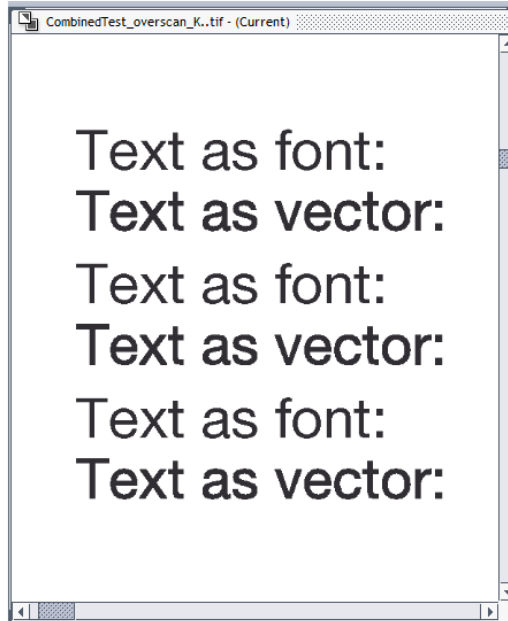 CombinedTest_overscan_K..tif - (Current)
Text as font:
Text as vector:
Text as font:
Text as vector:
Text as font:
Text as vector: